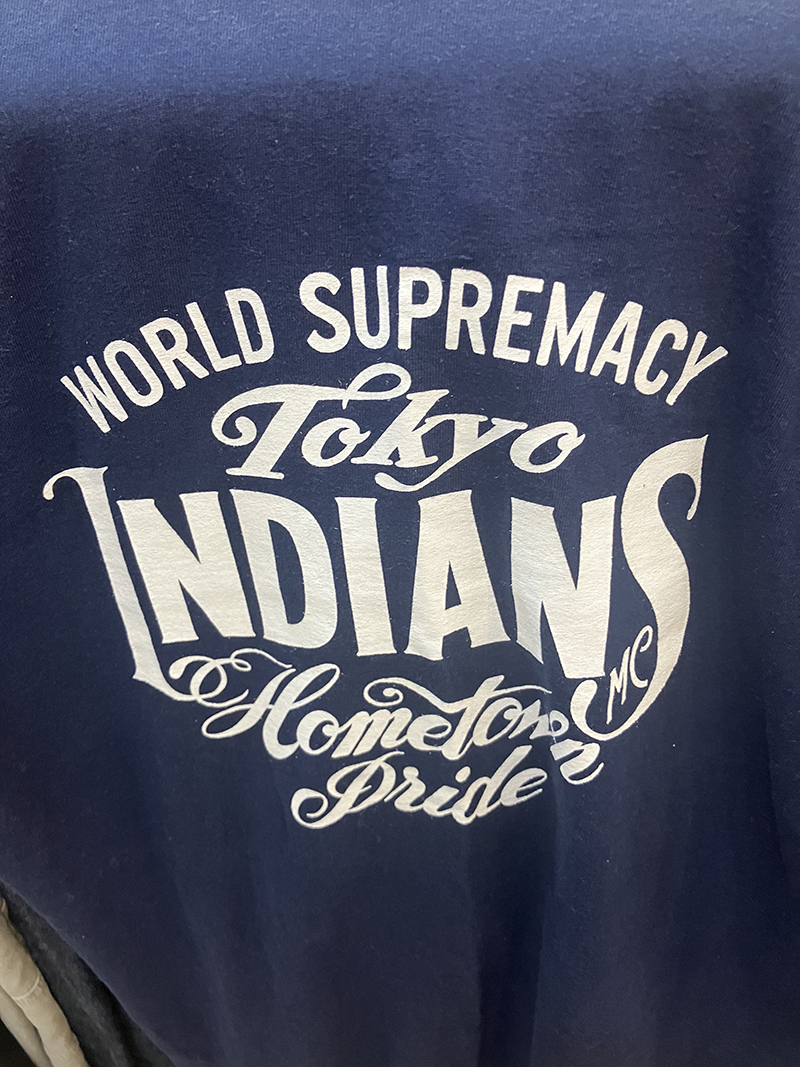 WORLD SUPREMACY
Tokyo
INDIANS
MC
Hometown
Pride